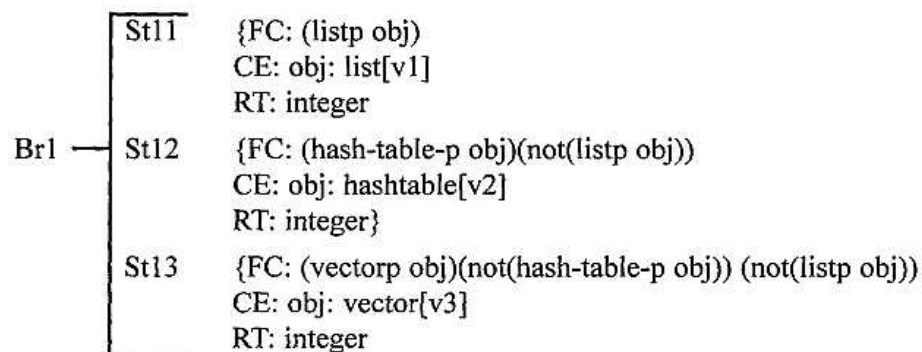 St11 {FC: (listp obj)
CE: obj: list[v1]
RT: integer
Br1 St12 {FC: (hash-table-p obj)(not(listp obj))
CE: obj: hashtable[v2]
RT: integer}
St13 {FC: (vectorp obj)(not(hash-table-p obj)) (not(listp obj))
CE: obj: vector[v3]
RT: integer